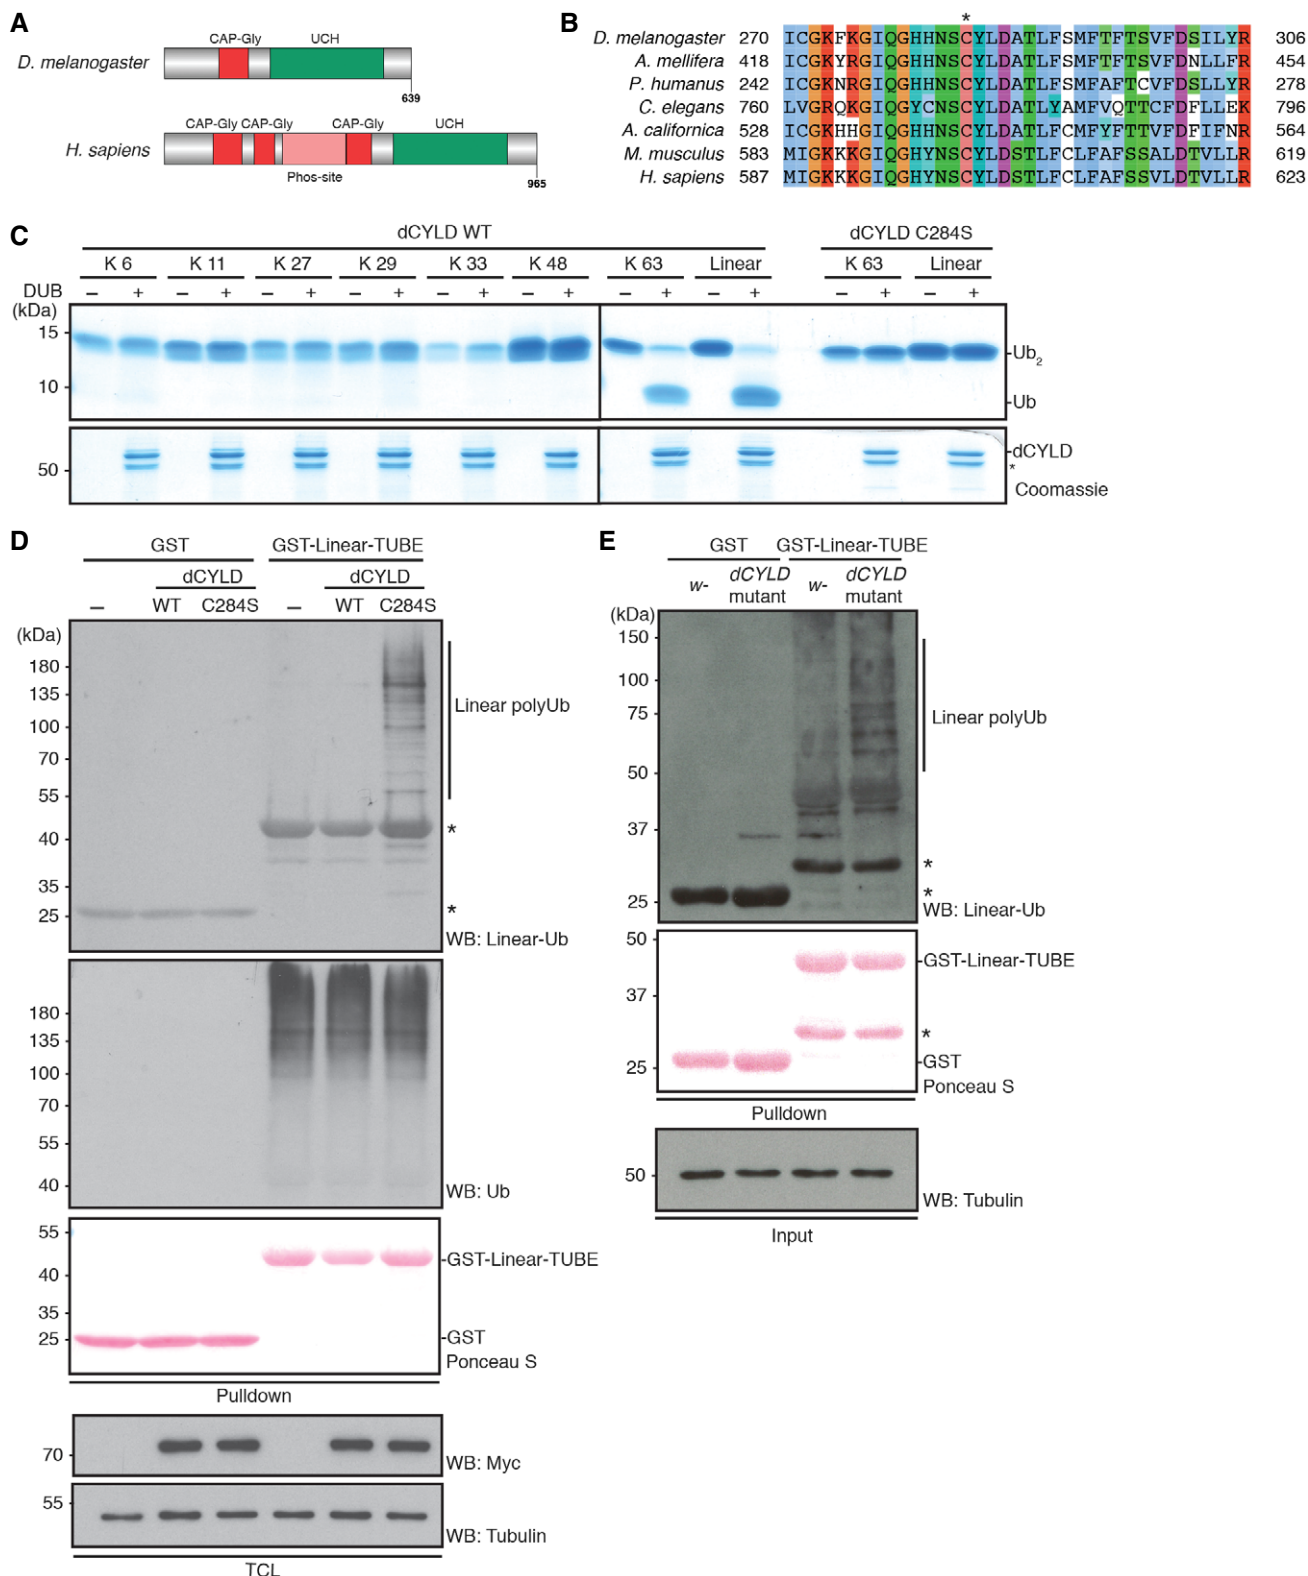 A
CAP-Gly UCH
D. melanogaster
639
CAP-Gly CAP-Gly CAP-Gly UCH
H. sapiens
Phos-site
965
B
*
D. melanogaster 270 ICGKFKGIQGHHNSCYLDATLFSMFTFTSVFDSILYR 306
A. mellifera 418 ICGKYRGIQGHHNSCYLDATLFSMFTFTSVFDNLLFR 454
P. humanus 242 ICGKNRGIQGHHNSCYLDATLFSMFAFTCVFDSLLYR 278
C. elegans 760 LVGRQKGIQGYCNSCYLDATLYAMFVQTTCFDFLLEK 796
A. californica 528 ICGKHHGIQGHHNSCYLDATLFCMFYFTTVFDFIFNR 564
M. musculus 583 MIGKKKGIQGHYNSCYLDSTLFCLFAFSSALDTVLLR 619
H. sapiens 587 MIGKKKGIQGHYNSCYLDSTLFCLFAFSSVLDTVLLR 623
C
dCYLD WT dCYLD C284S
K 6 K 11 K 27 K 29 K 33 K 48 K 63 Linear K 63 Linear
DUB – + – + – + – + – + – + – + – + – + – +
(kDa)
15
Ub2
10
Ub
dCYLD
50 *
Coomassie
D
GST GST-Linear-TUBE
dCYLD dCYLD
– WT C284S – WT C284S
(kDa)
180
135
Linear polyUb
100
70
55
40 *
35
25 *
WB: Linear-Ub
180
135
100
70
55
40
WB: Ub
55
GST-Linear-TUBE
40
35
25 GST
Ponceau S
Pulldown
70
WB: Myc
55
WB: Tubulin
TCL
E
GST GST-Linear-TUBE
w- dCYLD w- dCYLD
mutant mutant
(kDa)
150
100
75 Linear polyUb
50
37
*
25 *
WB: Linear-Ub
50
GST-Linear-TUBE
37
*
25 GST
Ponceau S
Pulldown
50
WB: Tubulin
Input